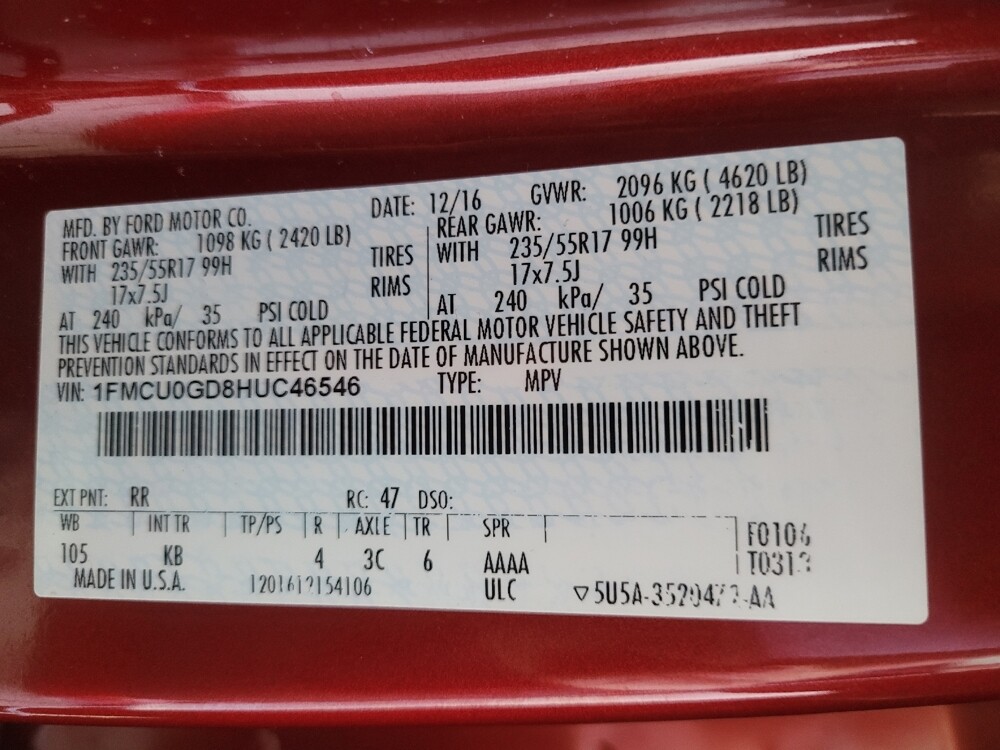 MFD. BY FORD MOTOR CO. DATE: 12/16 GVWR: 2096 KG ( 4620 LB)
FRONT GAWR: 1098 KG ( 2420 LB) REAR GAWR: 1006 KG ( 2218 LB)
WITH 235/55R17 99H TIRES WITH 235/55R17 99H TIRES
17x7.5J RIMS 17x7.5J RIMS
AT 240 kPa/ 35 PSI COLD AT 240 kPa/ 35 PSI COLD
THIS VEHICLE CONFORMS TO ALL APPLICABLE FEDERAL MOTOR VEHICLE SAFETY AND THEFT
PREVENTION STANDARDS IN EFFECT ON THE DATE OF MANUFACTURE SHOWN ABOVE.
VIN: 1FMCU0GD8HUC46546 TYPE: MPV
EXT PNT: RR RC: 47 DSO:
WB INT TR TP/PS R AXLE TR SPR
105 KB 4 3C 6 AAAA
MADE IN U.S.A. ULC